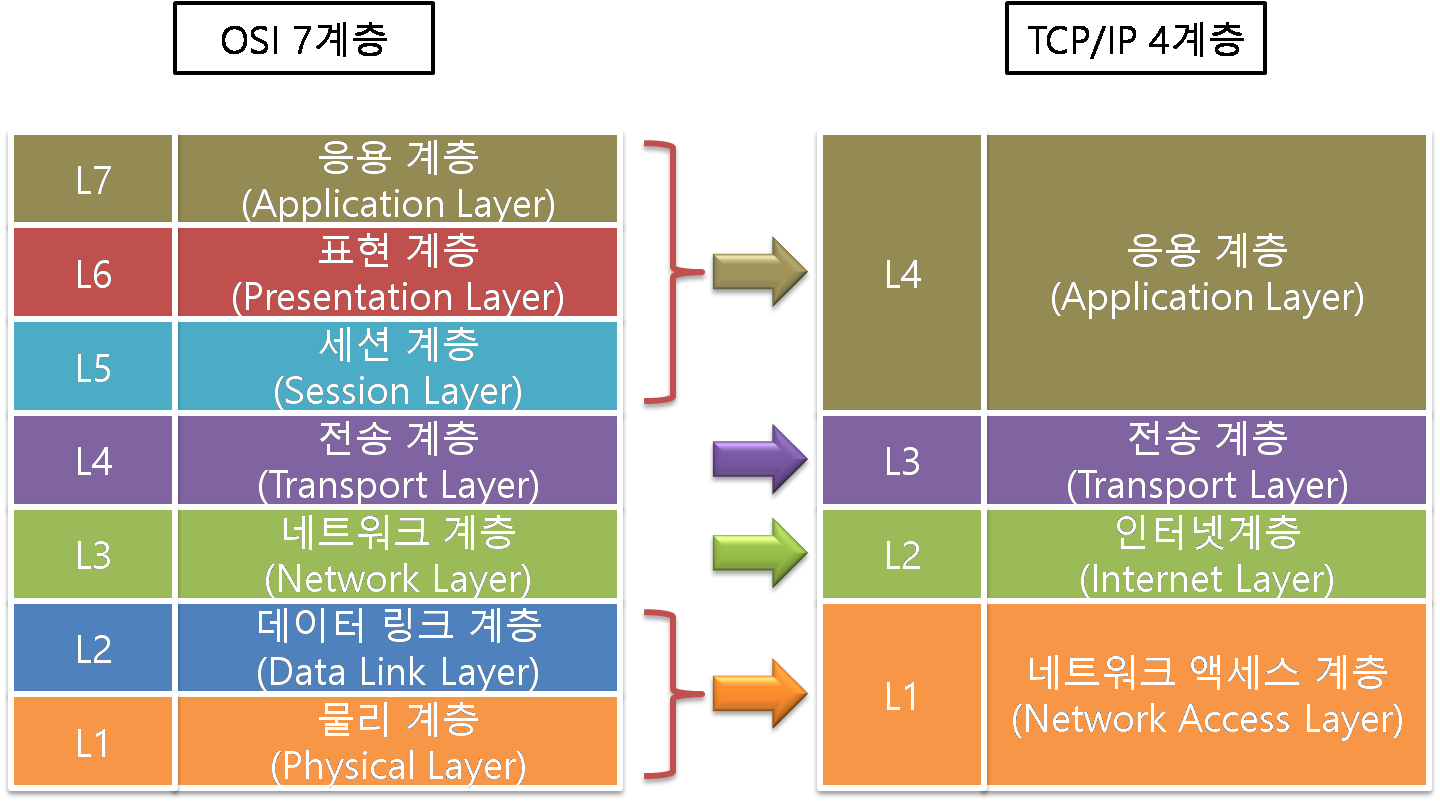 OSI 7계층
TCP/IP 4계층
L7
응용 계층
(Application Layer)
L6
표현 계층
(Presentation Layer)
L5
세션 계층
(Session Layer)
L4
전송 계층
(Transport Layer)
L3
네트워크 계층
(Network Layer)
L2
데이터 링크 계층
(Data Link Layer)
L1
물리 계층
(Physical Layer)
L4
응용 계층
(Application Layer)
L3
전송 계층
(Transport Layer)
L2
인터넷계층
(Internet Layer)
L1
네트워크 액세스 계층
(Network Access Layer)